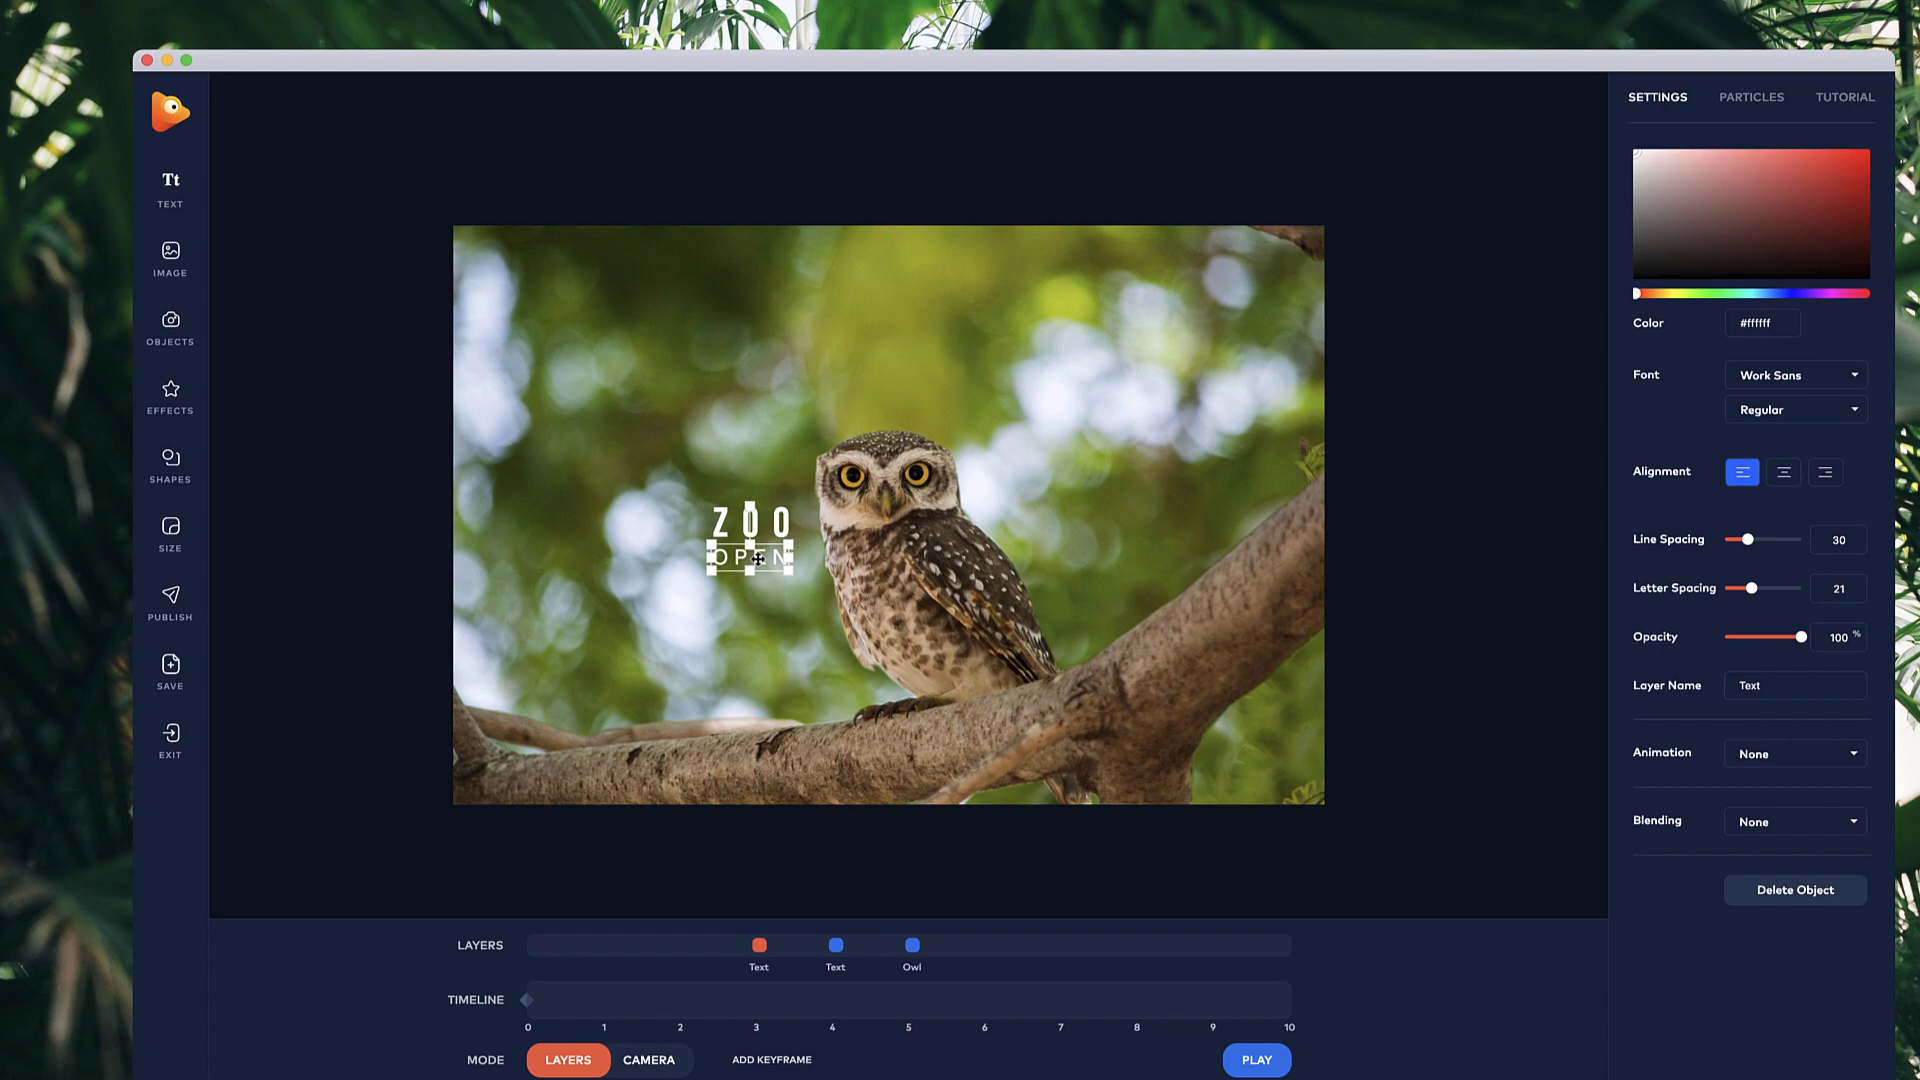 SETTINGS PARTICLES TUTORIAL
Tt
TEXT
IMAGE
OBJECTS
EFFECTS
SHAPES
SIZE
PUBLISH
SAVE
EXIT
ZOO
OPEN
Color #ffffff
Font Work Sans
Regular
Alignment
Line Spacing 30
Letter Spacing 21
Opacity 100 %
Layer Name Text
Animation None
Blending None
Delete Object
LAYERS
Text Text Owl
TIMELINE
0 1 2 3 4 5 6 7 8 9 10
MODE LAYERS CAMERA ADD KEYFRAME PLAY